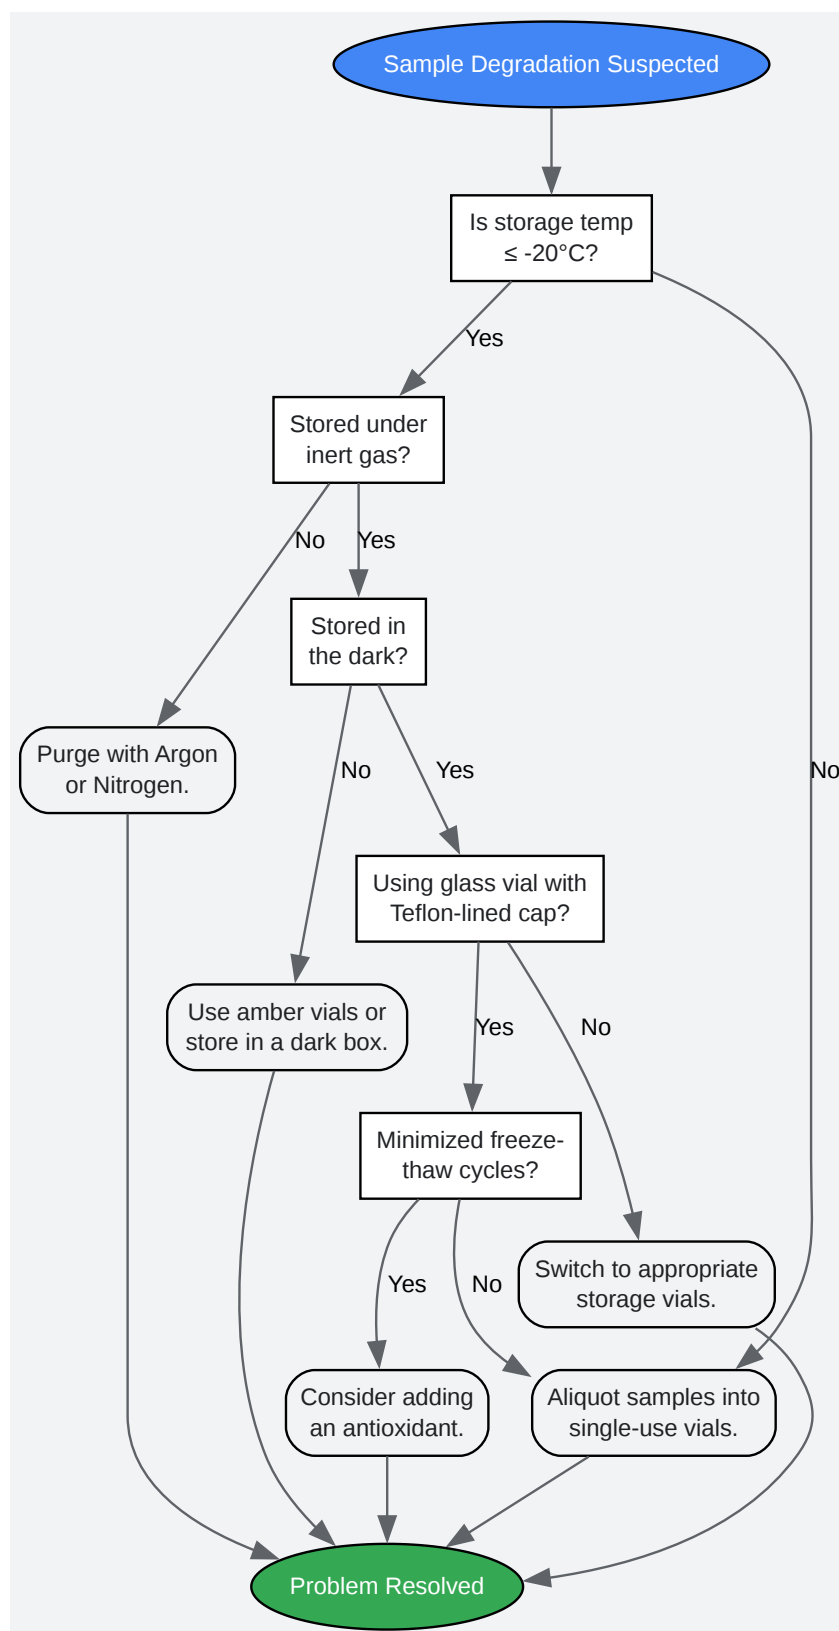 Sample Degradation Suspected
Is storage temp
≤ -20°C?
Yes
Stored under
inert gas?
No
Yes
Stored in
the dark?
Purge with Argon
or Nitrogen.
No
Yes
No
Using glass vial with
Teflon-lined cap?
Use amber vials or
store in a dark box.
Yes
No
Minimized freeze-
thaw cycles?
Switch to appropriate
storage vials.
Yes
No
Consider adding
an antioxidant.
Aliquot samples into
single-use vials.
Problem Resolved